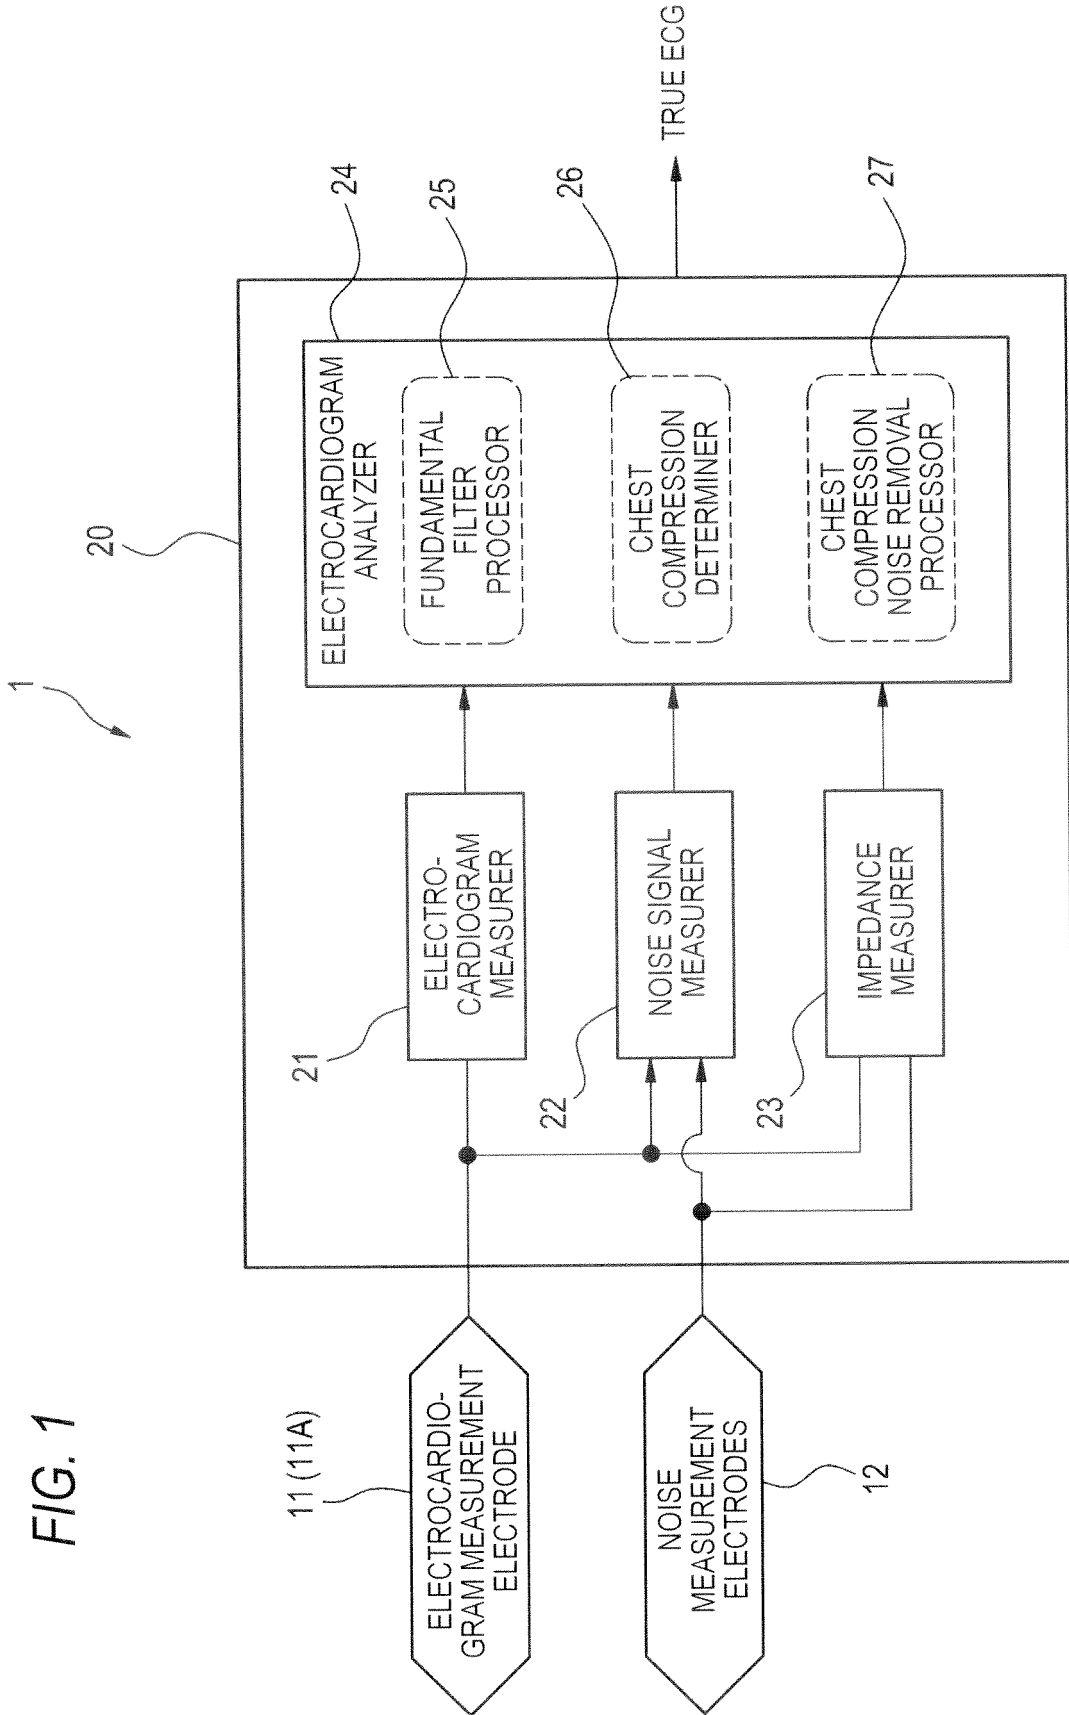 FIG. 1
1
20
11 (11A)
ELECTROCARDIO-
GRAM MEASUREMENT
ELECTRODE
NOISE
MEASUREMENT
ELECTRODES
12
21
ELECTRO-
CARDIOGRAM
MEASURER
22
NOISE SIGNAL
MEASURER
23
IMPEDANCE
MEASURER
ELECTROCARDIOGRAM
ANALYZER
24
FUNDAMENTAL
FILTER
PROCESSOR
25
CHEST
COMPRESSION
DETERMINER
26
CHEST
COMPRESSION
NOISE REMOVAL
PROCESSOR
27
TRUE ECG